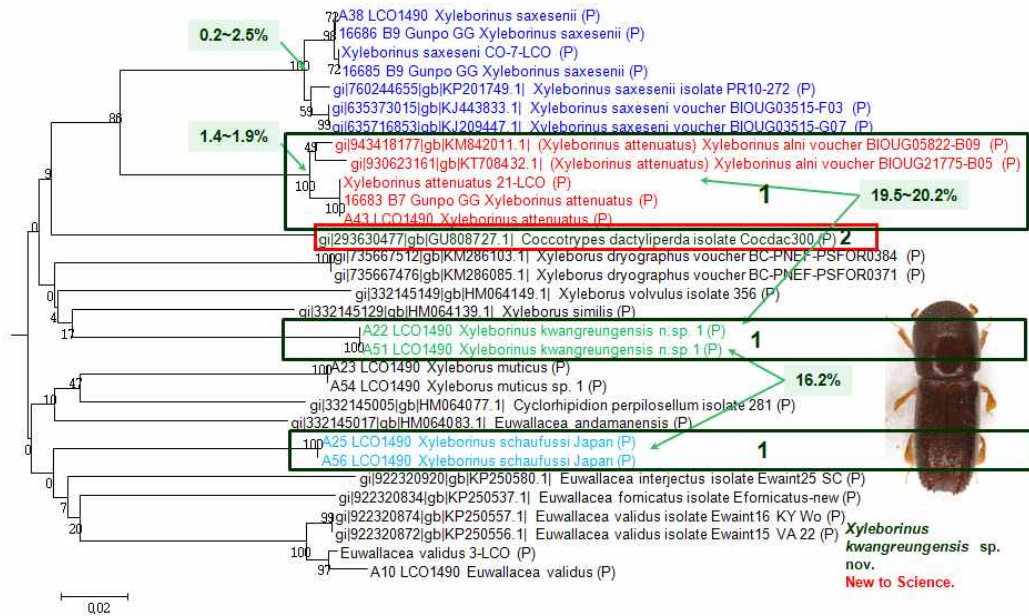 72 A38 LCO1490 Xyleborinus saxesenii (P)
98 16686 B9 Gunpo GG Xyleborinus saxesenii (P)
0.2~2.5%
Xyleborinus saxeseni CO-7-LCO (P)
100 72 16685 B9 Gunpo GG Xyleborinus saxesenii (P)
gi|760244655|gb|KP201749.1| Xyleborinus saxesenii isolate PR10-272 (P)
59 gi|635373015|gb|KJ443833.1| Xyleborinus saxeseni voucher BIOUG03515-F03 (P)
86
99 gi|635716853|gb|KJ209447.1| Xyleborinus saxeseni voucher BIOUG03515-G07 (P)
1.4~1.9%
49 gi|943418177|gb|KM842011.1| (Xyleborinus attenuatus) Xyleborinus alni voucher BIOUG05822-B09 (P)
gi|930623161|gb|KT708432.1| (Xyleborinus attenuatus) Xyleborinus alni voucher BIOUG21775-B05 (P)
9 100 Xyleborinus attenuatus 21-LCO (P)
1 19.5~20.2%
100 16683 B7 Gunpo GG Xyleborinus attenuatus (P)
A43 LCO1490 Xyleborinus attenuatus (P)
0 gi|293630477|gb|GU808727.1| Coccotrypes dactyliperda isolate Cocdac300 (P) 2
100 gi|735667512|gb|KM286103.1| Xyleborus dryographus voucher BC-PNEF-PSFOR0384 (P)
gi|735667476|gb|KM286085.1| Xyleborus dryographus voucher BC-PNEF-PSFOR0371 (P)
gi|332145149|gb|HM064149.1| Xyleborus volvulus isolate 356 (P)
4 gi|332145129|gb|HM064139.1| Xyleborus similis (P)
17 A22 LCO1490 Xyleborinus kwangreungensis n.sp. 1 (P) 1
0 100 A51 LCO1490 Xyleborinus kwangreungensis n.sp.1 (P)
100 A23 LCO1490 Xyleborus muticus (P)
47 A54 LCO1490 Xyleborus muticus sp. 1 (P) 16.2%
10 gi|332145005|gb|HM064077.1| Cyclorhipidion perpilosellum isolate 281 (P)
gi|332145017|gb|HM064083.1| Euwallacea andamanensis (P)
0 100 A25 LCO1490 Xyleborinus schaufussi Japan (P) 1
A56 LCO1490 Xyleborinus schaufussi Japan (P)
0 gi|922320920|gb|KP250580.1| Euwallacea interjectus isolate Ewaint25 SC (P)
7 gi|922320834|gb|KP250537.1| Euwallacea fornicatus isolate Efornicatus-new (P)
20 99 gi|922320874|gb|KP250557.1| Euwallacea validus isolate Ewaint16 KY Wo (P)
gi|922320872|gb|KP250556.1| Euwallacea validus isolate Ewaint15 VA 22 (P)
100 Euwallacea validus 3-LCO (P)
97 A10 LCO1490 Euwallacea validus (P)
Xyleborinus
kwangreungensis sp.
nov.
New to Science.
0.02